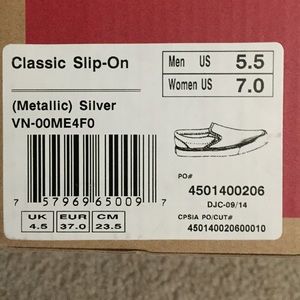 Classic Slip-On
Men US 5.5
Women US 7.0
(Metallic) Silver
VN-00ME4F0
PO#
4501400206
DJC-09/14
CPSIA PO/CUT#
450140020600010
7 57969 65009 7
UK EUR CM
4.5 37.0 23.5